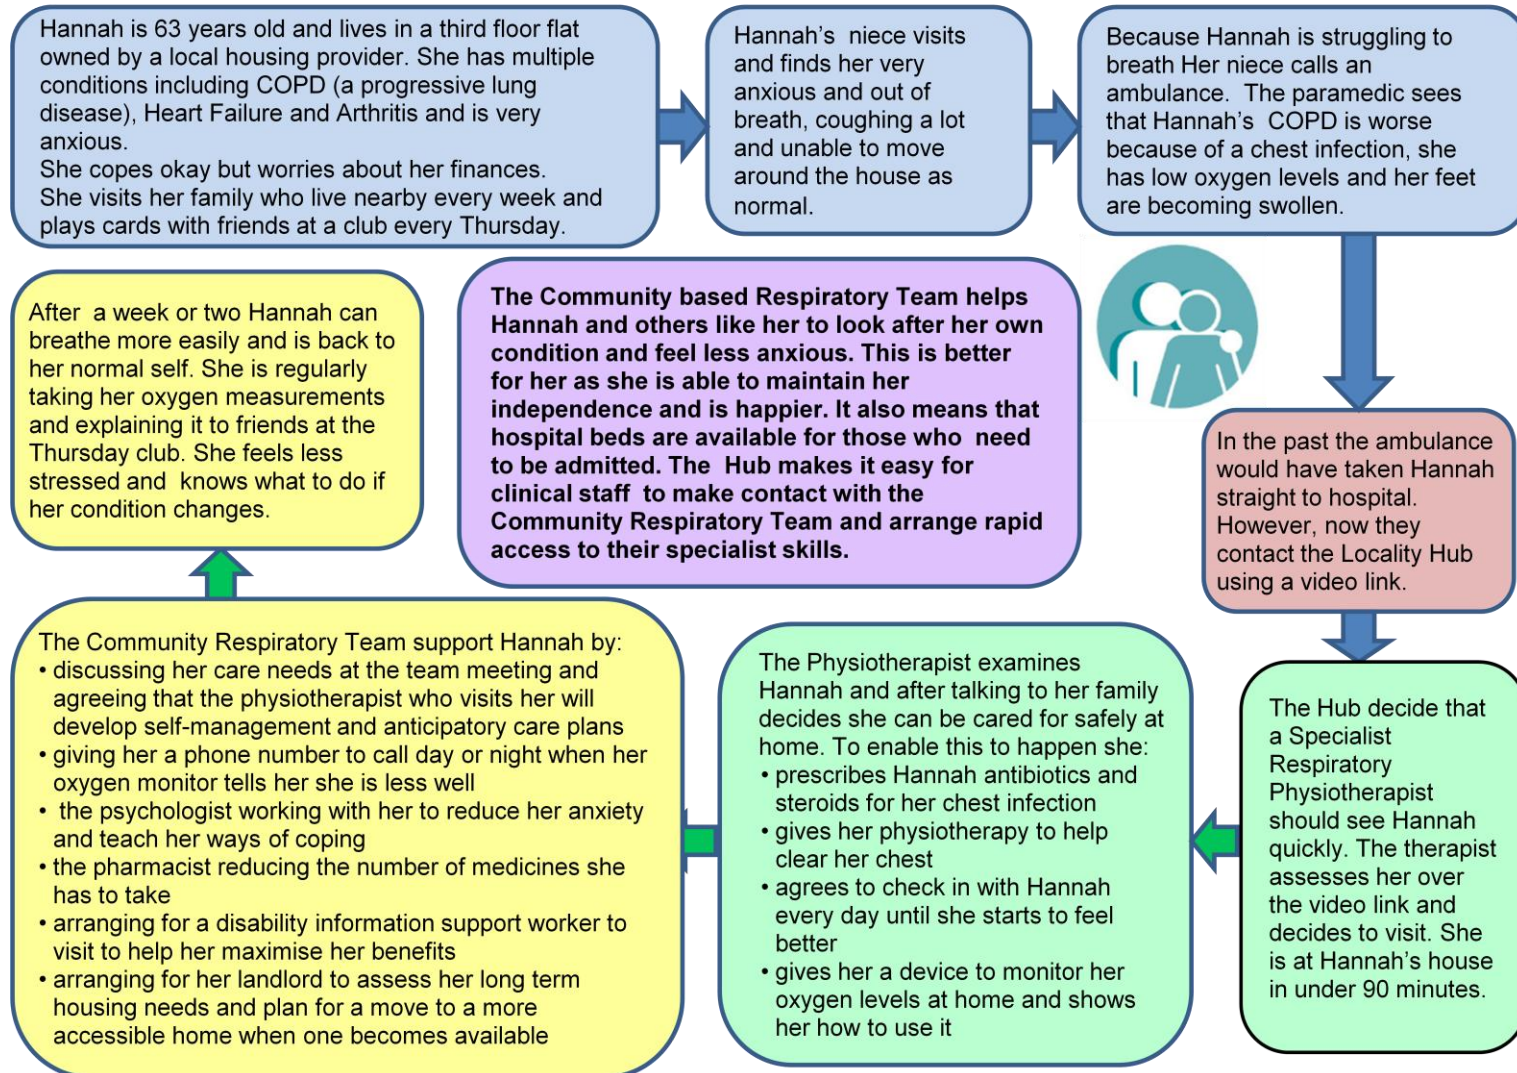 Hannah is 63 years old and lives in a third floor flat
owned by a local housing provider. She has multiple
conditions including COPD (a progressive lung
disease), Heart Failure and Arthritis and is very
anxious.
She copes okay but worries about her finances.
She visits her family who live nearby every week and
plays cards with friends at a club every Thursday.
Hannah's niece visits
and finds her very
anxious and out of
breath, coughing a lot
and unable to move
around the house as
normal.
Because Hannah is struggling to
breath Her niece calls an
ambulance. The paramedic sees
that Hannah's COPD is worse
because of a chest infection, she
has low oxygen levels and her feet
are becoming swollen.
In the past the ambulance
would have taken Hannah
straight to hospital.
However, now they
contact the Locality Hub
using a video link.
The Hub decide that
a Specialist
Respiratory
Physiotherapist
should see Hannah
quickly. The therapist
assesses her over
the video link and
decides to visit. She
is at Hannah's house
in under 90 minutes.
The Physiotherapist examines
Hannah and after talking to her family
decides she can be cared for safely at
home. To enable this to happen she:
• prescribes Hannah antibiotics and
steroids for her chest infection
• gives her physiotherapy to help
clear her chest
• agrees to check in with Hannah
every day until she starts to feel
better
• gives her a device to monitor her
oxygen levels at home and shows
her how to use it
The Community Respiratory Team support Hannah by:
• discussing her care needs at the team meeting and
agreeing that the physiotherapist who visits her will
develop self-management and anticipatory care plans
• giving her a phone number to call day or night when her
oxygen monitor tells her she is less well
• the psychologist working with her to reduce her anxiety
and teach her ways of coping
• the pharmacist reducing the number of medicines she
has to take
• arranging for a disability information support worker to
visit to help her maximise her benefits
• arranging for her landlord to assess her long term
housing needs and plan for a move to a more
accessible home when one becomes available
After a week or two Hannah can
breathe more easily and is back to
her normal self. She is regularly
taking her oxygen measurements
and explaining it to friends at the
Thursday club. She feels less
stressed and knows what to do if
her condition changes.
The Community based Respiratory Team helps
Hannah and others like her to look after her own
condition and feel less anxious. This is better
for her as she is able to maintain her
independence and is happier. It also means that
hospital beds are available for those who need
to be admitted. The Hub makes it easy for
clinical staff to make contact with the
Community Respiratory Team and arrange rapid
access to their specialist skills.